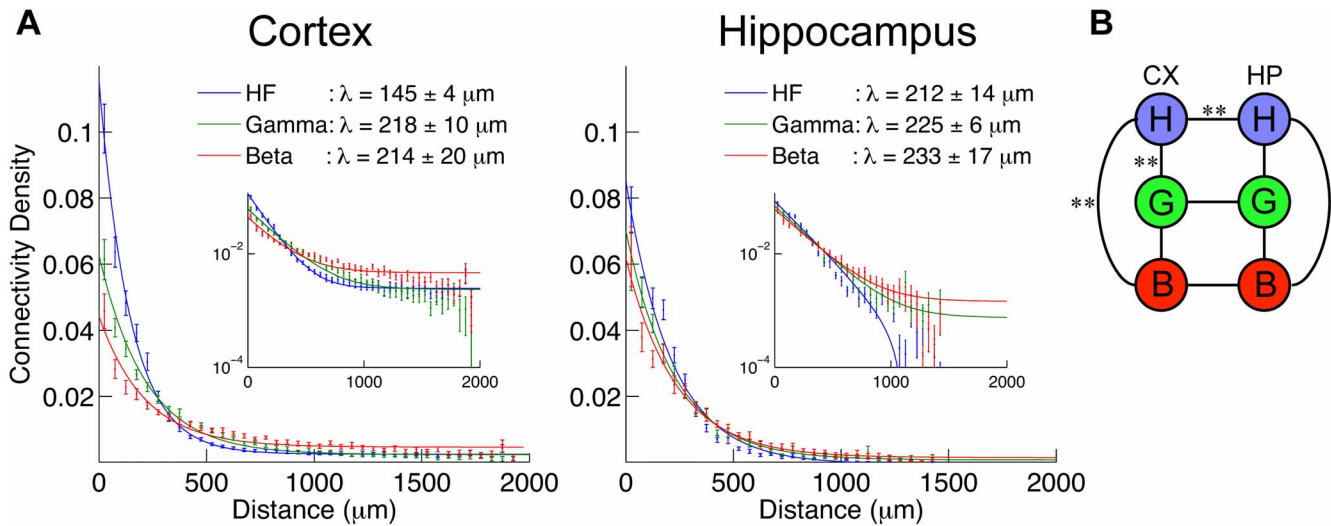 A
Cortex
HF : λ = 145 ± 4 μm
Gamma: λ = 218 ± 10 μm
Beta : λ = 214 ± 20 μm
Connectivity Density
0.1
0.08
0.06
0.04
0.02
10−2
10−4
0 1000 2000
0 500 1000 1500 2000
Distance (μm)
Hippocampus
HF : λ = 212 ± 14 μm
Gamma: λ = 225 ± 6 μm
Beta : λ = 233 ± 17 μm
0.1
0.08
0.06
0.04
0.02
10−2
10−4
0 1000 2000
0 500 1000 1500 2000
Distance (μm)
B
CX HP
H ** H
**
** G G
B B